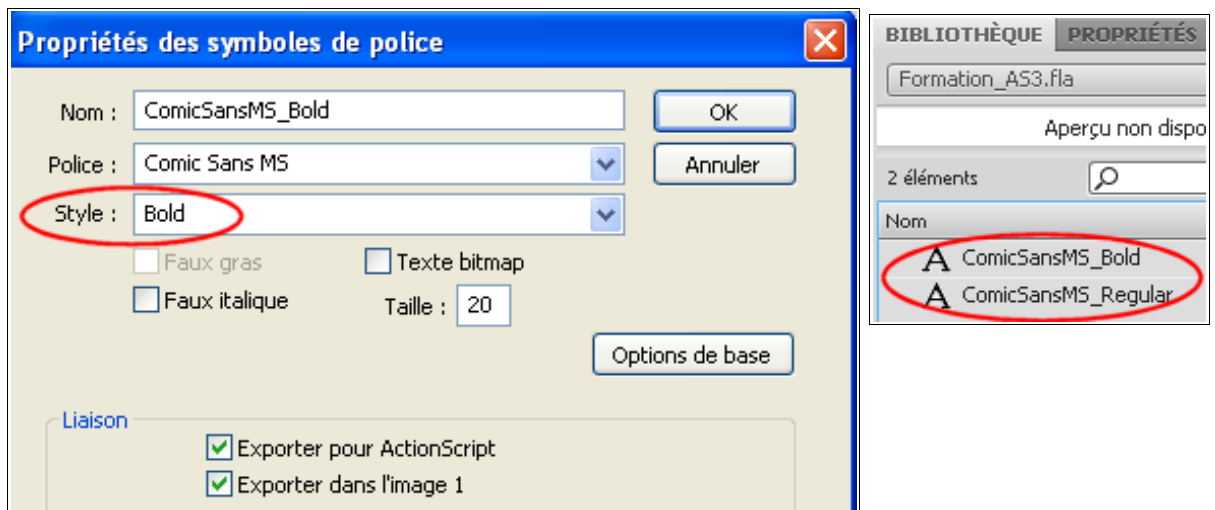 Propriétés des symboles de police
Nom : ComicSansMS_Bold OK
Police : Comic Sans MS Annuler
Style : Bold
Faux gras Texte bitmap
Faux italique Taille : 20
Options de base
Liaison
Exporter pour ActionScript
Exporter dans l'image 1
BIBLIOTHÈQUE PROPRIÉTÉS
Formation_AS3.fla
Aperçu non dispo
2 éléments
Nom
A ComicSansMS_Bold
A ComicSansMS_Regular